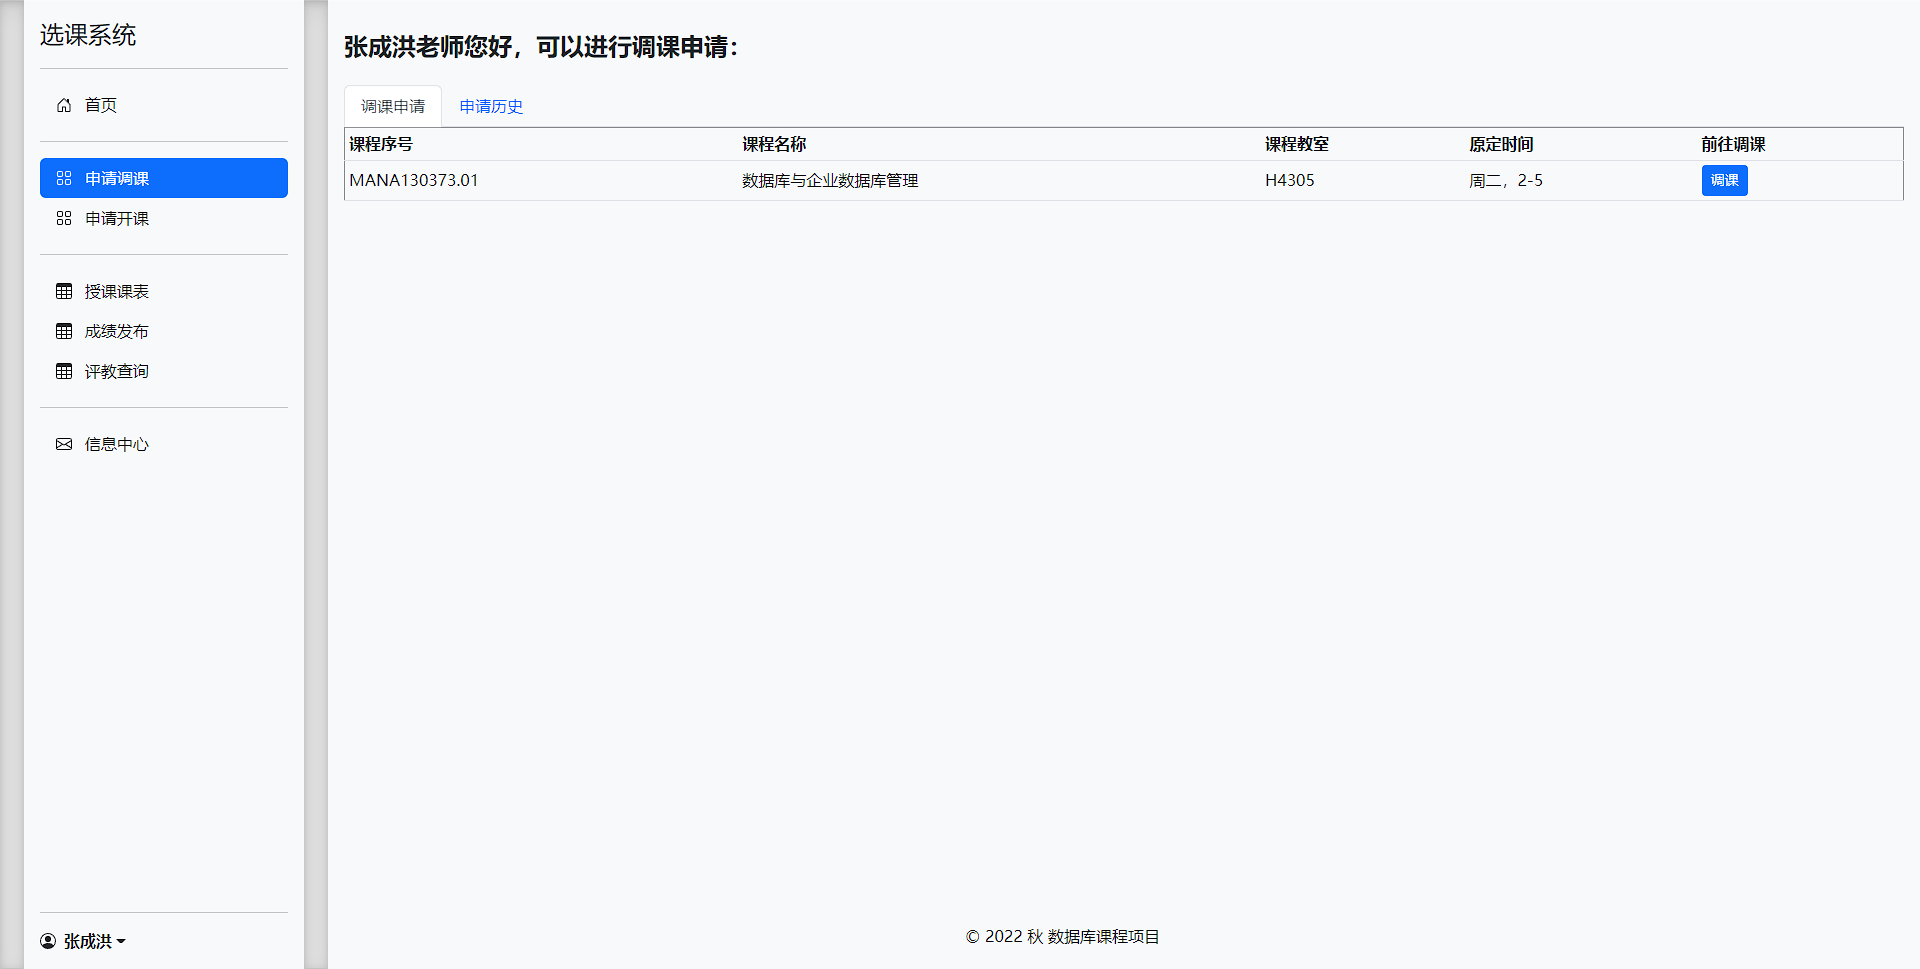 选课系统
首页
申请调课
申请开课
授课课表
成绩发布
评教查询
信息中心
张成洪
张成洪老师您好，可以进行调课申请：
调课申请 申请历史
课程序号 课程名称 课程教室 原定时间 前往调课
MANA130373.01 数据库与企业数据库管理 H4305 周二，2-5 调课
© 2022 秋 数据库课程项目